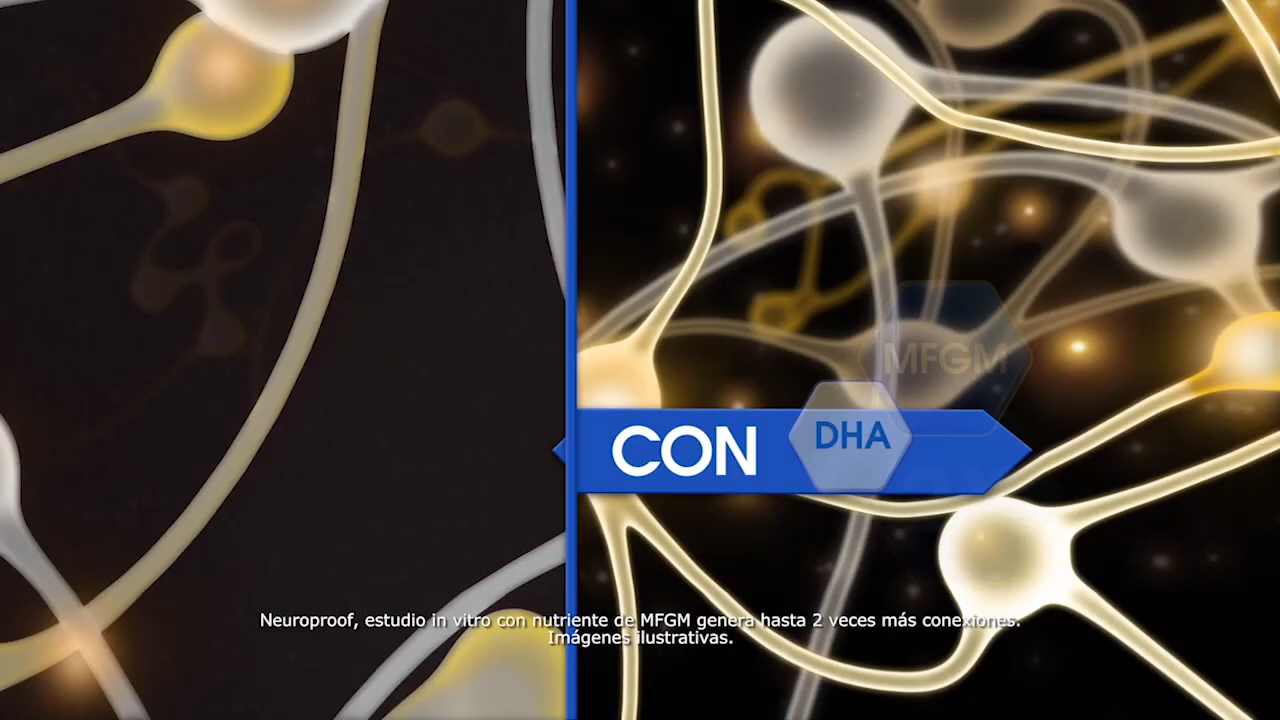 MFGM
CON
DHA
Neuroproof, estudio in vitro con nutriente de MFGM genera hasta 2 veces más conexiones.
Imágenes ilustrativas.